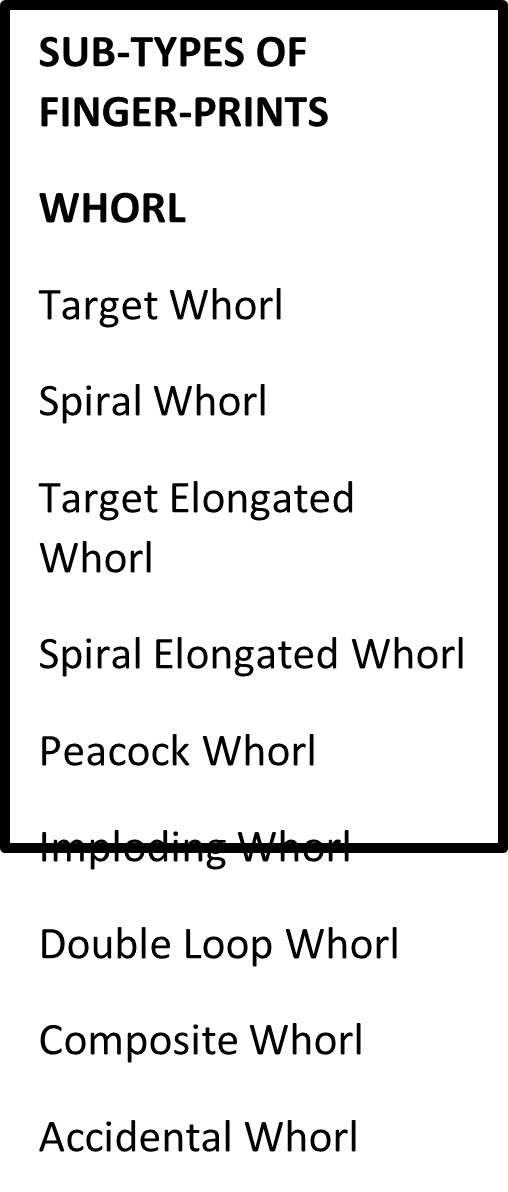 SUB-TYPES OF
FINGER-PRINTS
WHORL
Target Whorl
Spiral Whorl
Target Elongated
Whorl
Spiral Elongated Whorl
Peacock Whorl
Imploding Whorl
Double Loop Whorl
Composite Whorl
Accidental Whorl